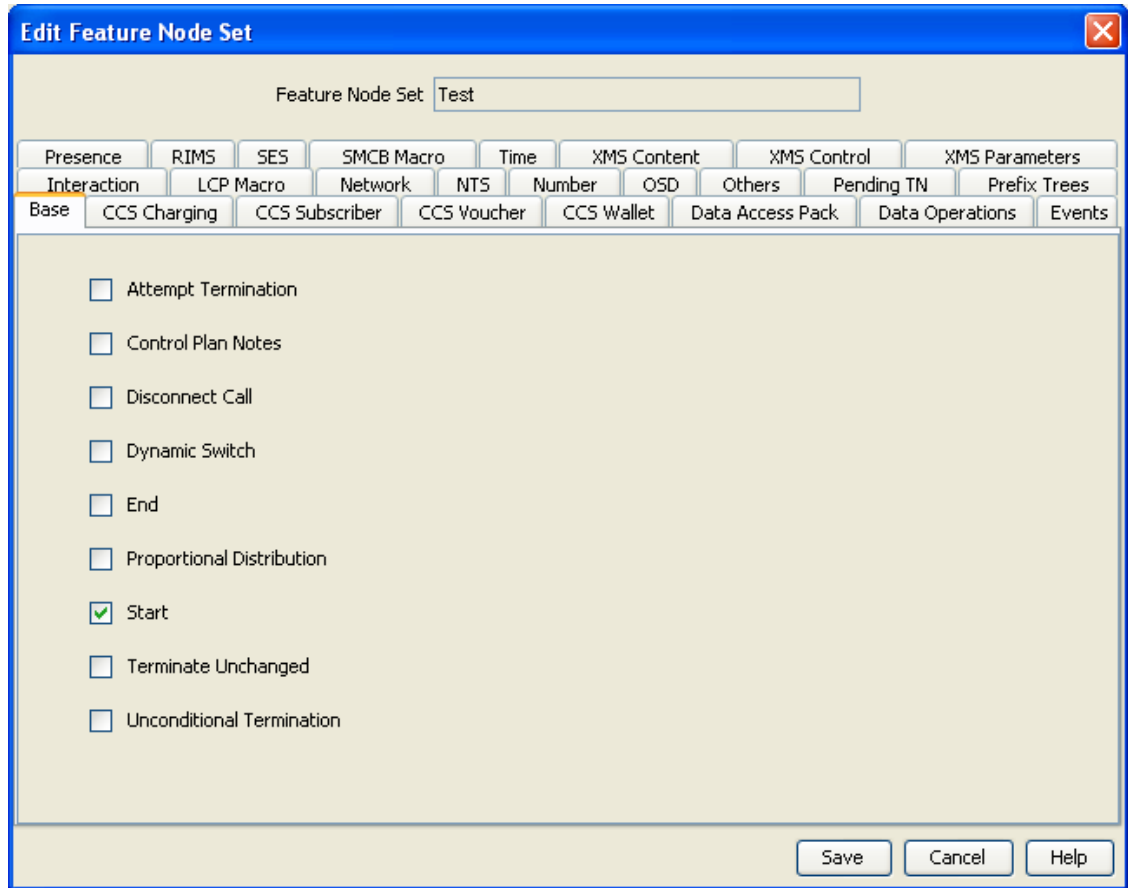 Edit Feature Node Set
Feature Node Set Test
Presence RIMS SES SMCB Macro Time XMS Content XMS Control XMS Parameters
Interaction LCP Macro Network NTS Number OSD Others Pending TN Prefix Trees
Base CCS Charging CCS Subscriber CCS Voucher CCS Wallet Data Access Pack Data Operations Events
Attempt Termination
Control Plan Notes
Disconnect Call
Dynamic Switch
End
Proportional Distribution
Start
Terminate Unchanged
Unconditional Termination
Save Cancel Help